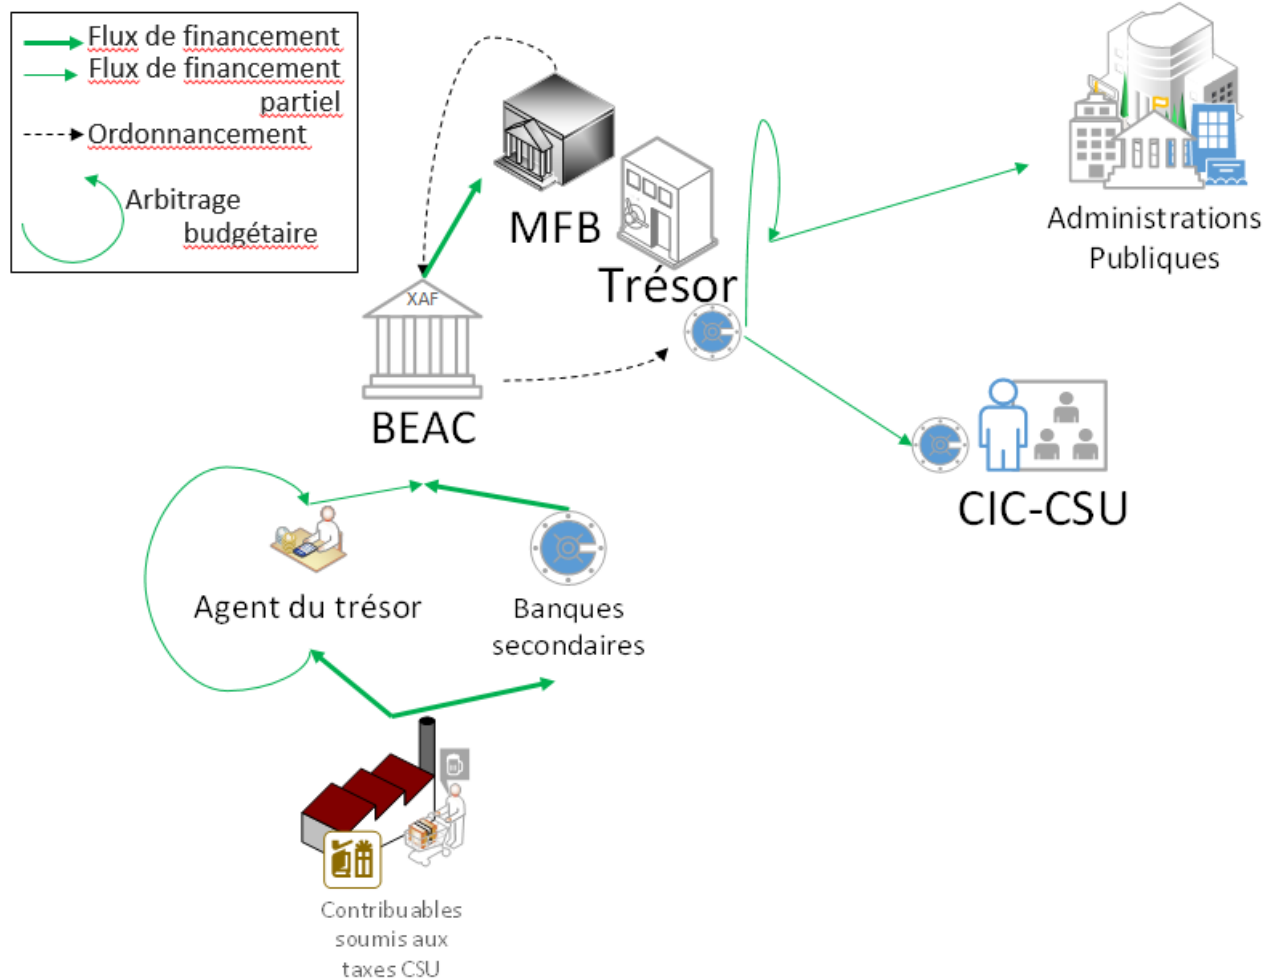 Flux de financement
Flux de financement
partiel
Ordonnancement
Arbitrage
budgétaire
MFB
Trésor
XAF
BEAC
Administrations
Publiques
CIC-CSU
Agent du trésor
Banques
secondaires
Contribuables
soumis aux
taxes CSU